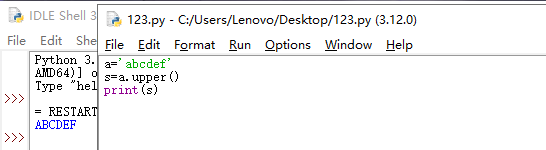 IDLE Shell 3.
File Edit Shell
Python 3.
AMD64)] o
Type "hel
>>>
= RESTART
ABCDEF
>>>
123.py - C:/Users/Lenovo/Desktop/123.py (3.12.0)
File Edit Format Run Options Window Help
a='abcdef'
s=a.upper()
print(s)